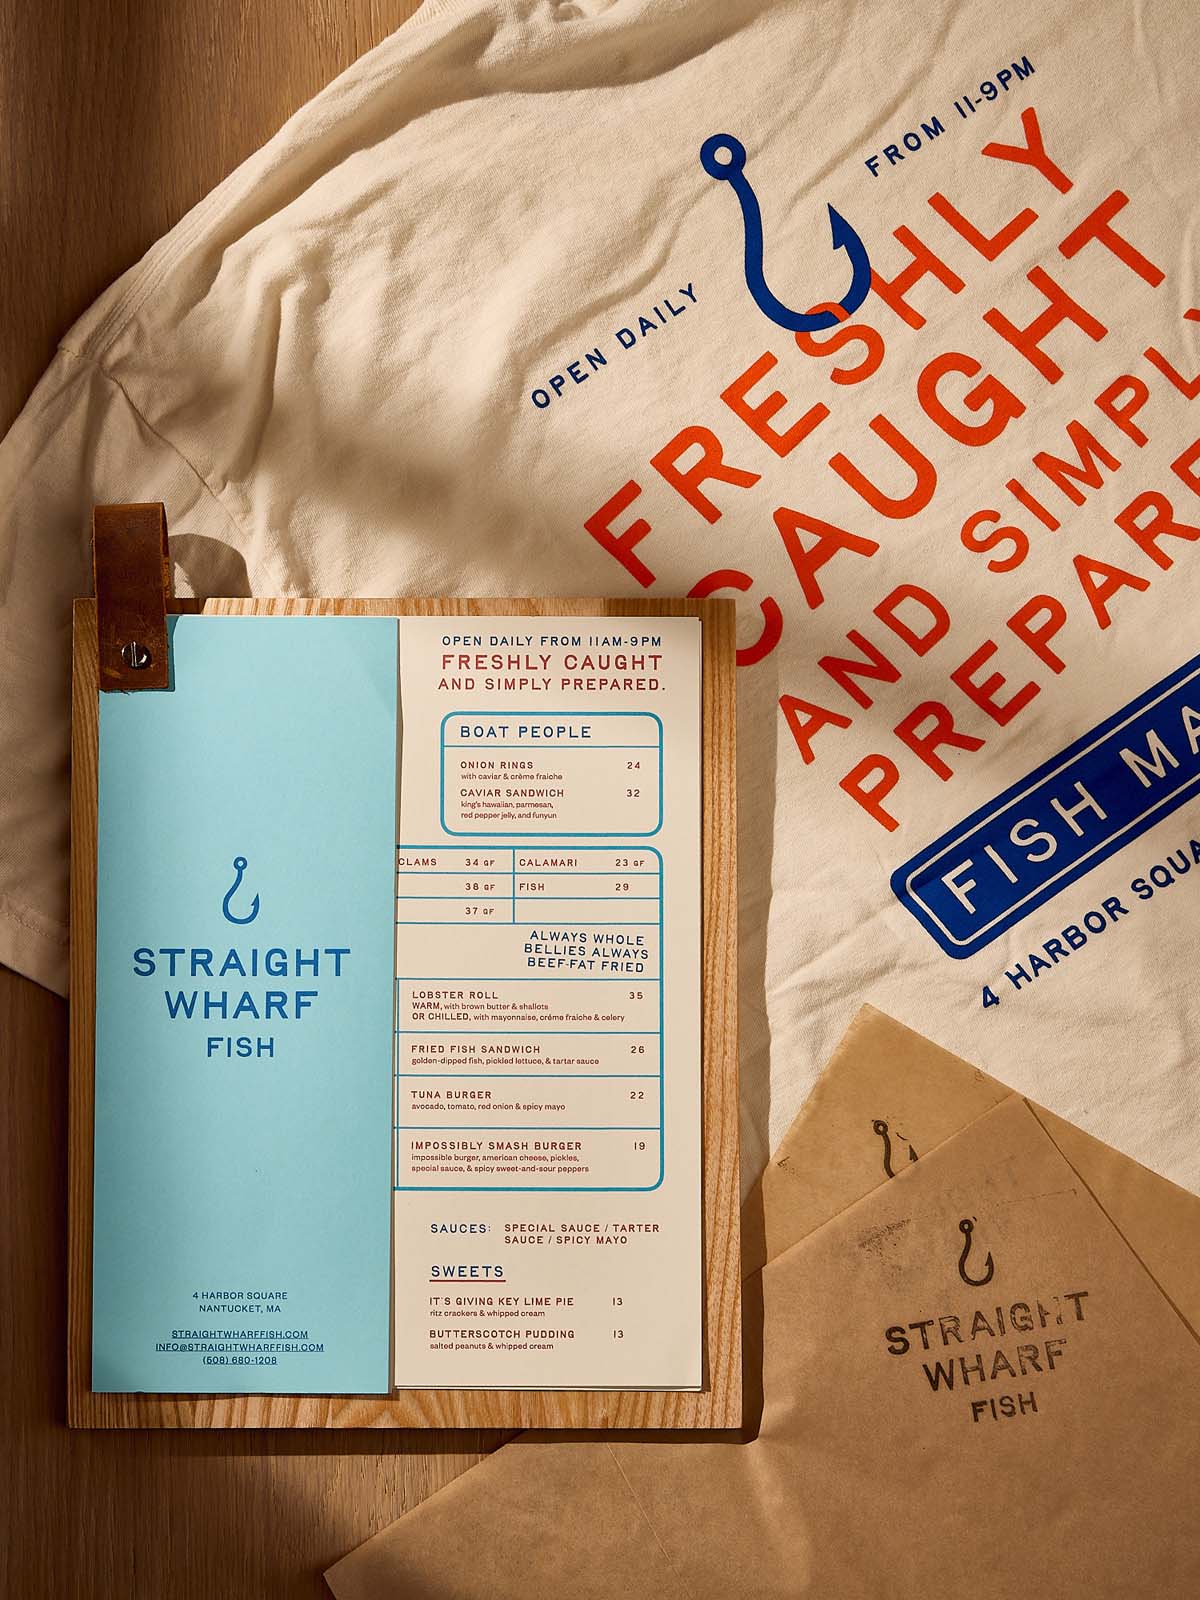 OPEN DAILY
FROM 11-9PM
FRESHLY
CAUGHT
AND SIMPLY
PREPARE
FISH MA
4 HARBOR SQUA
STRAIGHT
WHARF
FISH
4 HARBOR SQUARE
NANTUCKET, MA
STRAIGHTWHARFFISH.COM
INFO@STRAIGHTWHARFFISH.COM
(508) 680-1208
OPEN DAILY FROM 11AM-9PM
FRESHLY CAUGHT
AND SIMPLY PREPARED.
BOAT PEOPLE
ONION RINGS 24
with caviar & crème fraiche
CAVIAR SANDWICH 32
king's hawaiian, parmesan,
red pepper jelly, and funyun
CLAMS 34 GF CALAMARI 23 GF
38 GF FISH 29
37 GF
ALWAYS WHOLE
BELLIES ALWAYS
BEEF-FAT FRIED
LOBSTER ROLL 35
WARM, with brown butter & shallots
OR CHILLED, with mayonnaise, créme fraiche & celery
FRIED FISH SANDWICH 26
golden-dipped fish, pickled lettuce, & tartar sauce
TUNA BURGER 22
avocado, tomato, red onion & spicy mayo
IMPOSSIBLY SMASH BURGER 19
impossible burger, american cheese, pickles,
special sauce, & spicy sweet-and-sour peppers
SAUCES: SPECIAL SAUCE / TARTER
SAUCE / SPICY MAYO
SWEETS
IT'S GIVING KEY LIME PIE 13
ritz crackers & whipped cream
BUTTERSCOTCH PUDDING 13
salted peanuts & whipped cream
STRAIGHT
WHARF
FISH